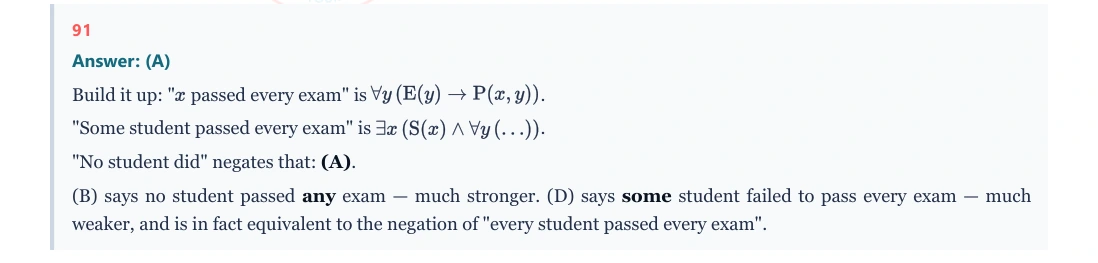 91
Answer: (A)
Build it up: "x passed every exam" is ∀y (E(y) → P(x, y)).
"Some student passed every exam" is ∃x (S(x) ∧ ∀y (...)).
"No student did" negates that: (A).
(B) says no student passed any exam — much stronger. (D) says some student failed to pass every exam — much
weaker, and is in fact equivalent to the negation of "every student passed every exam".